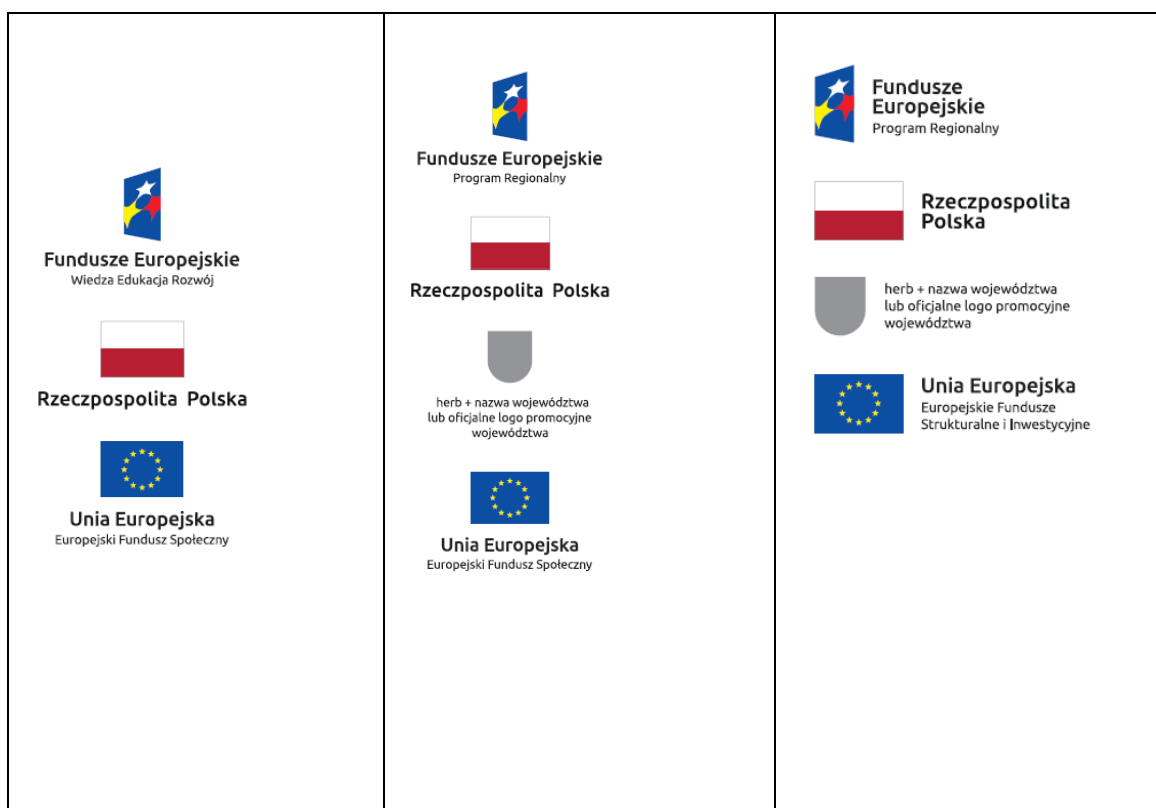 Fundusze Europejskie
Wiedza Edukacja Rozwój
Rzeczpospolita Polska
Unia Europejska
Europejski Fundusz Społeczny
Fundusze Europejskie
Program Regionalny
Rzeczpospolita Polska
herb + nazwa województwa
lub oficjalne logo promocyjne
województwa
Unia Europejska
Europejski Fundusz Społeczny
Fundusze
Europejskie
Program Regionalny
Rzeczpospolita
Polska
herb + nazwa województwa
lub oficjalne logo promocyjne
województwa
Unia Europejska
Europejskie Fundusze
Strukturalne i Inwestycyjne